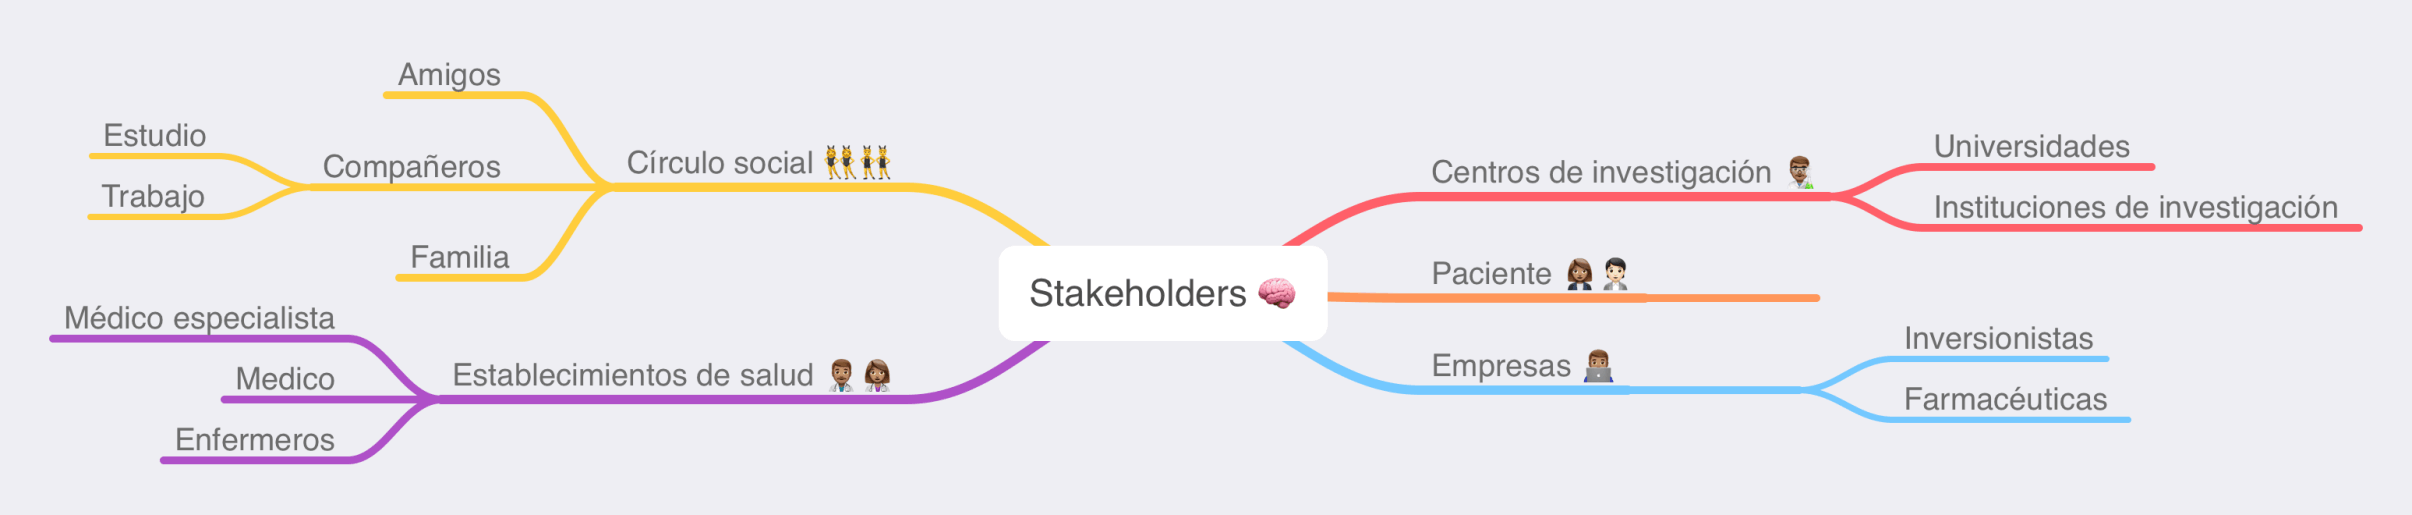 Amigos
Estudio
Compañeros
Círculo social
Trabajo
Familia
Médico especialista
Medico
Establecimientos de salud
Enfermeros
Stakeholders
Centros de investigación
Universidades
Instituciones de investigación
Paciente
Empresas
Inversionistas
Farmacéuticas